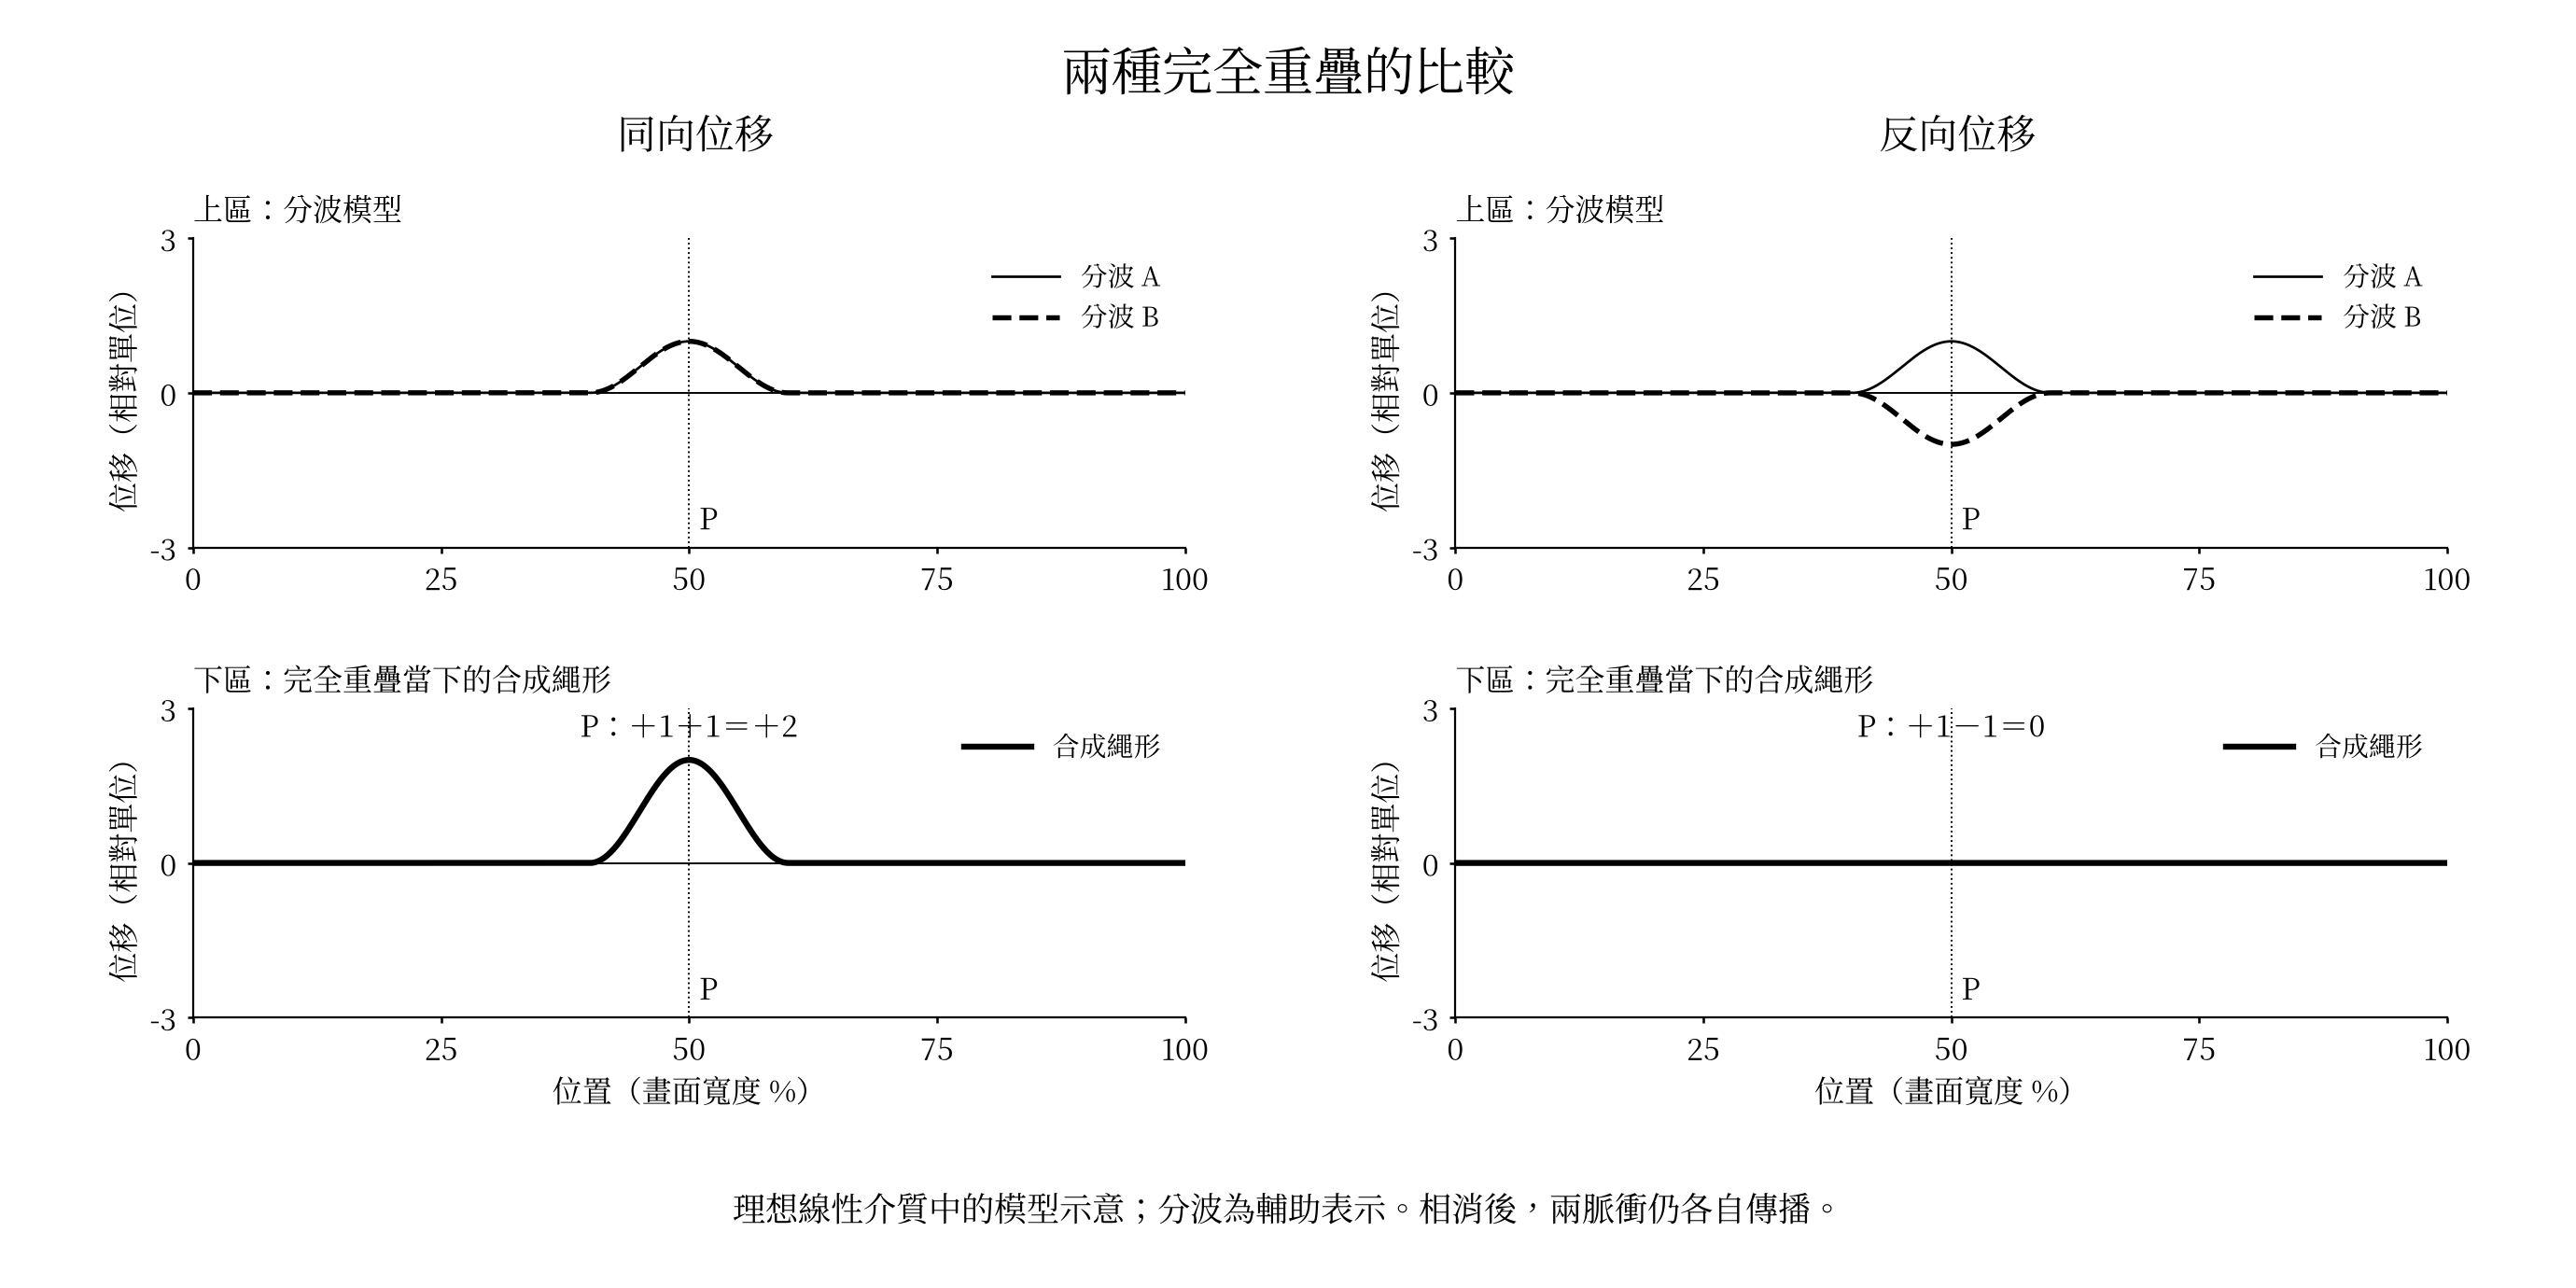 兩種完全重疊的比較
同向位移
上區：分波模型
位移（相對單位）
3
0
-3
分波 A
分波 B
P
0 25 50 75 100
下區：完全重疊當下的合成繩形
位移（相對單位）
3
0
-3
P：＋1＋1＝＋2
合成繩形
P
0 25 50 75 100
位置（畫面寬度 %）
反向位移
上區：分波模型
位移（相對單位）
3
0
-3
分波 A
分波 B
P
0 25 50 75 100
下區：完全重疊當下的合成繩形
位移（相對單位）
3
0
-3
P：＋1－1＝0
合成繩形
P
0 25 50 75 100
位置（畫面寬度 %）
理想線性介質中的模型示意；分波為輔助表示。相消後，兩脈衝仍各自傳播。